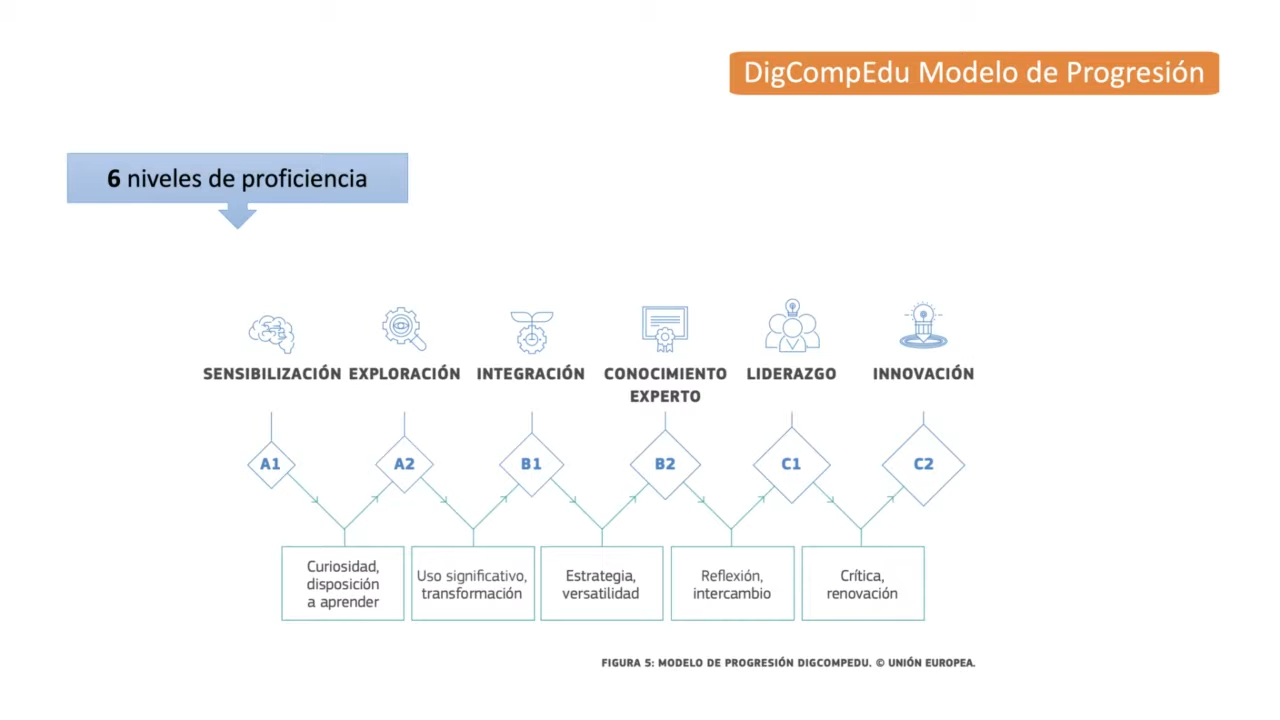 DigCompEdu Modelo de Progresión
6 niveles de proficiencia
SENSIBILIZACIÓN
EXPLORACIÓN
INTEGRACIÓN
CONOCIMIENTO
EXPERTO
LIDERAZGO
INNOVACIÓN
A1
A2
B1
B2
C1
C2
Curiosidad,
disposición
a aprender
Uso significativo,
transformación
Estrategia,
versatilidad
Reflexión,
intercambio
Crítica,
renovación
FIGURA 5: MODELO DE PROGRESIÓN DIGCOMPEDU. © UNIÓN EUROPEA.